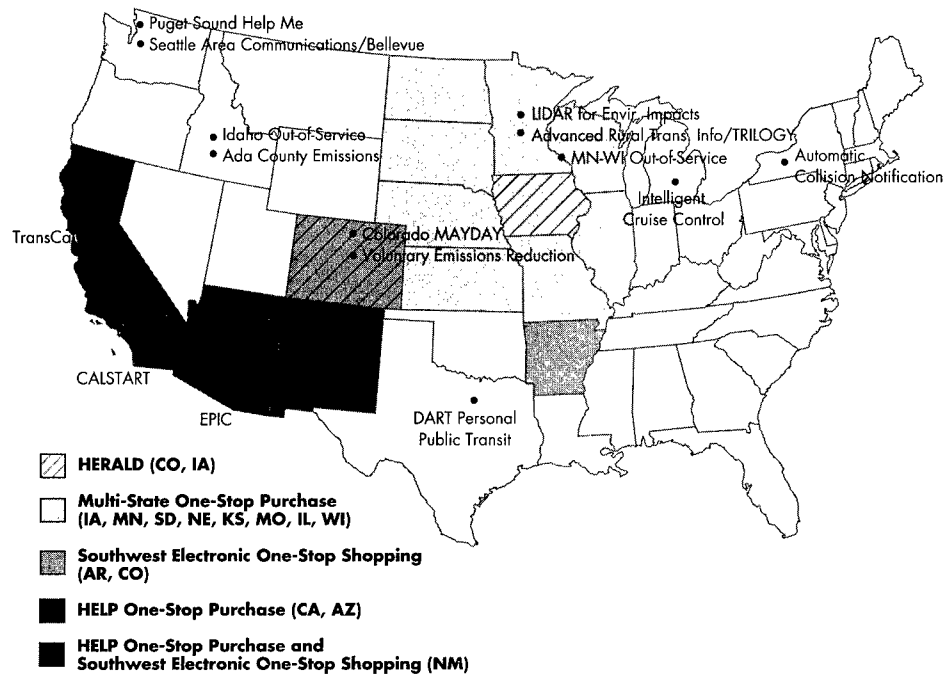 Puget Sound Help Me
Seattle Area Communications/Bellevue
LIDAR for Envir. Impacts
Idaho Out-of-Service
Advanced Rural Trans. Info/TRILOGY
Ada County Emissions
MN-WI Out-of-Service
Automatic
Collision Notification
Intelligent
Cruise Control
Colorado MAYDAY
Voluntary Emissions Reduction
CALSTART
EPIC
DART Personal
Public Transit
HERALD (CO, IA)
Multi-State One-Stop Purchase
(IA, MN, SD, NE, KS, MO, IL, WI)
Southwest Electronic One-Stop Shopping
(AR, CO)
HELP One-Stop Purchase (CA, AZ)
HELP One-Stop Purchase and
Southwest Electronic One-Stop Shopping (NM)